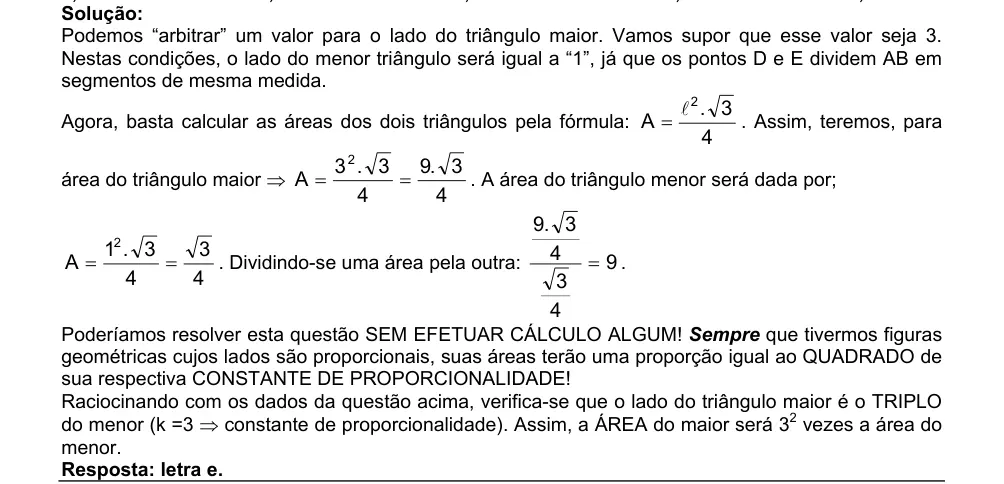 Solução:
Podemos “arbitrar” um valor para o lado do triângulo maior. Vamos supor que esse valor seja 3.
Nestas condições, o lado do menor triângulo será igual a “1”, já que os pontos D e E dividem AB em
segmentos de mesma medida.
Agora, basta calcular as áreas dos dois triângulos pela fórmula: A = ℓ².√3/4 . Assim, teremos, para
área do triângulo maior ⇒ A = 3².√3/4 = 9.√3/4 . A área do triângulo menor será dada por;
A = 1².√3/4 = √3/4 . Dividindo-se uma área pela outra: (9.√3/4)/(√3/4) = 9 .
Poderíamos resolver esta questão SEM EFETUAR CÁLCULO ALGUM! Sempre que tivermos figuras
geométricas cujos lados são proporcionais, suas áreas terão uma proporção igual ao QUADRADO de
sua respectiva CONSTANTE DE PROPORCIONALIDADE!
Raciocinando com os dados da questão acima, verifica-se que o lado do triângulo maior é o TRIPLO
do menor (k =3 ⇒ constante de proporcionalidade). Assim, a ÁREA do maior será 3² vezes a área do
menor.
Resposta: letra e.